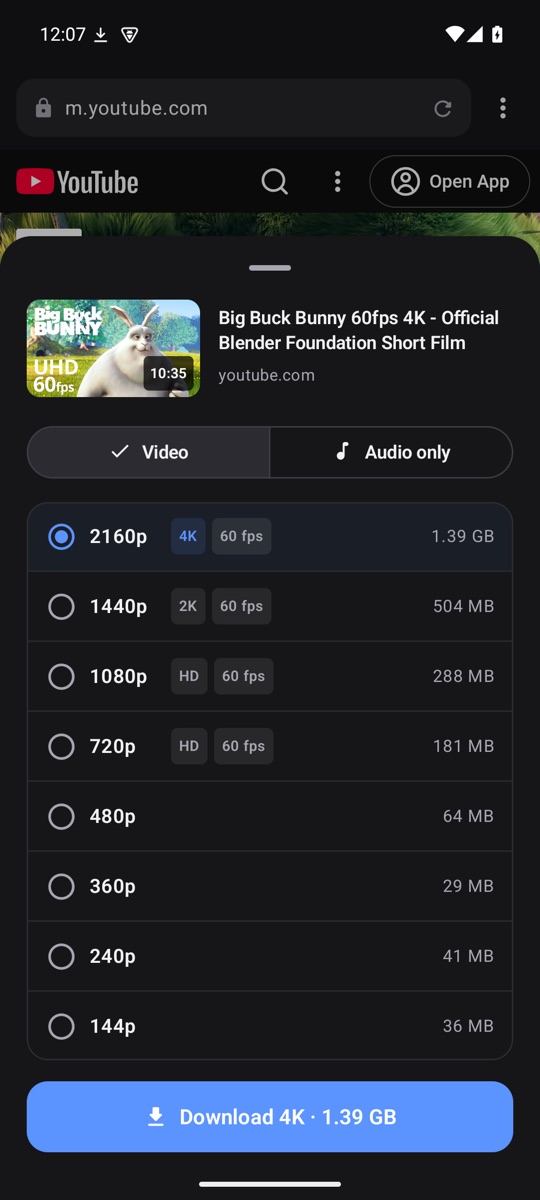 12:07
m.youtube.com
YouTube
Open App
Big Buck
BUNNY
UHD
60fps
10:35
Big Buck Bunny 60fps 4K - Official
Blender Foundation Short Film
youtube.com
Video
Audio only
2160p 4K 60 fps 1.39 GB
1440p 2K 60 fps 504 MB
1080p HD 60 fps 288 MB
720p HD 60 fps 181 MB
480p 64 MB
360p 29 MB
240p 41 MB
144p 36 MB
Download 4K · 1.39 GB